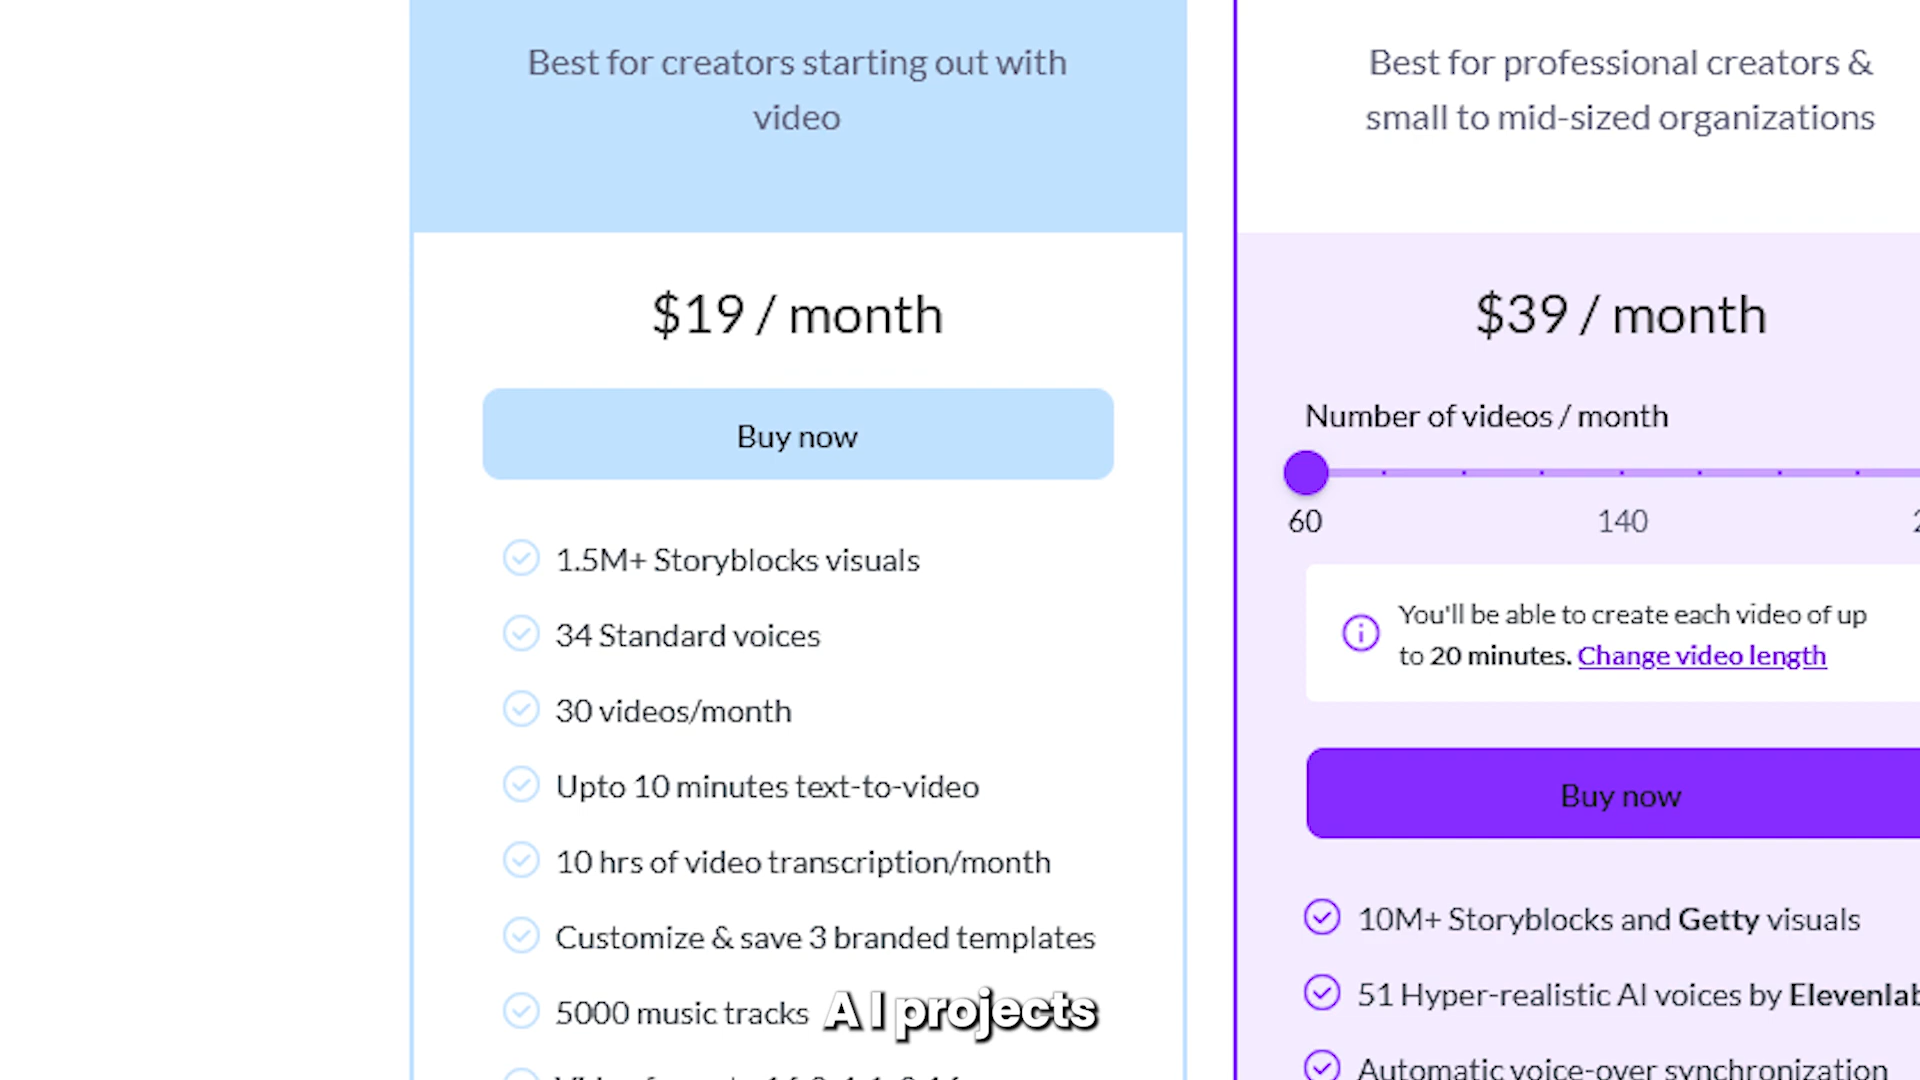 Best for creators starting out with
video
$19 / month
Buy now
1.5M+ Storyblocks visuals
34 Standard voices
30 videos/month
Upto 10 minutes text-to-video
10 hrs of video transcription/month
Customize & save 3 branded templates
5000 music tracks
AI projects
Best for professional creators &
small to mid-sized organizations
$39 / month
Number of videos / month
60 140
You'll be able to create each video of up
to 20 minutes. Change video length
Buy now
10M+ Storyblocks and Getty visuals
51 Hyper-realistic AI voices by Elevenlab
Automatic voice-over synchronization